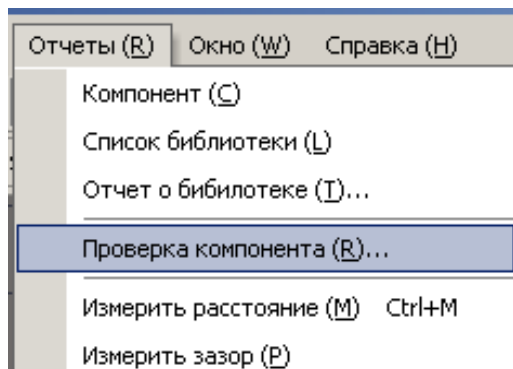 Отчеты (R) Окно (W) Справка (H)
Компонент (C)
Список библиотеки (L)
Отчет о бибилотеке (T)...
Проверка компонента (R)...
Измерить расстояние (M) Ctrl+M
Измерить зазор (P)